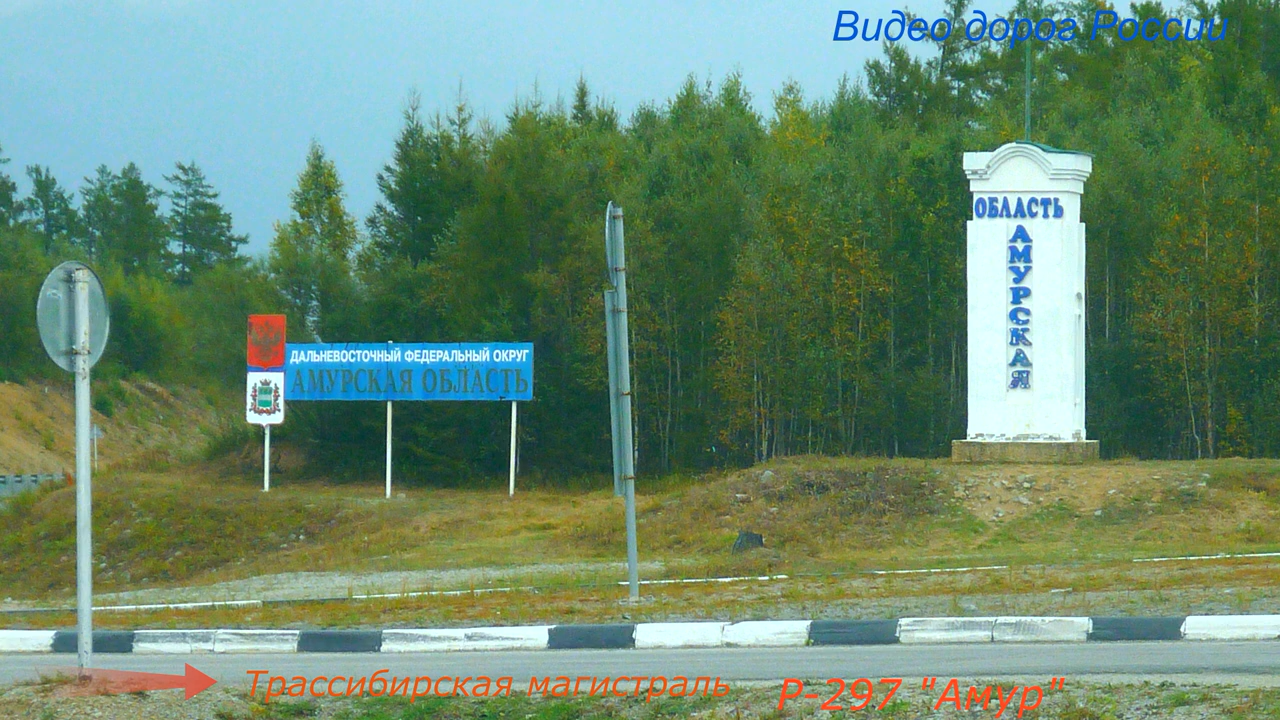 Видео дорог России
ОБЛАСТЬ
АМУРСКАЯ
ДАЛЬНЕВОСТОЧНЫЙ ФЕДЕРАЛЬНЫЙ ОКРУГ
АМУРСКАЯ ОБЛАСТЬ
Трассибирская магистраль
Р-297 "Амур"